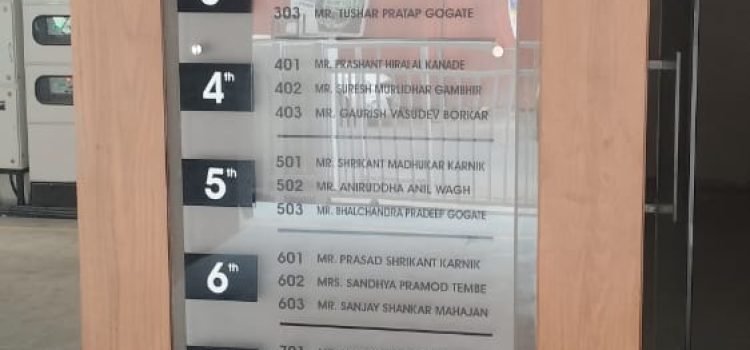 303 MR. TUSHAR PRATAP GOGATE
4th
401 MR. PRASHANT HIRALAL KANADE
402 MR. SURESH MURLIDHAR GAMBHIR
403 MR. GAURISH VASUDEV BORKAR
5th
501 MR. SHRIKANT MADHUKAR KARNIK
502 MR. ANIRUDDHA ANIL WAGH
503 MR. BHALCHANDRA PRADEEP GOGATE
6th
601 MR. PRASAD SHRIKANT KARNIK
602 MRS. SANDHYA PRAMOD TEMBE
603 MR. SANJAY SHANKAR MAHAJAN
701